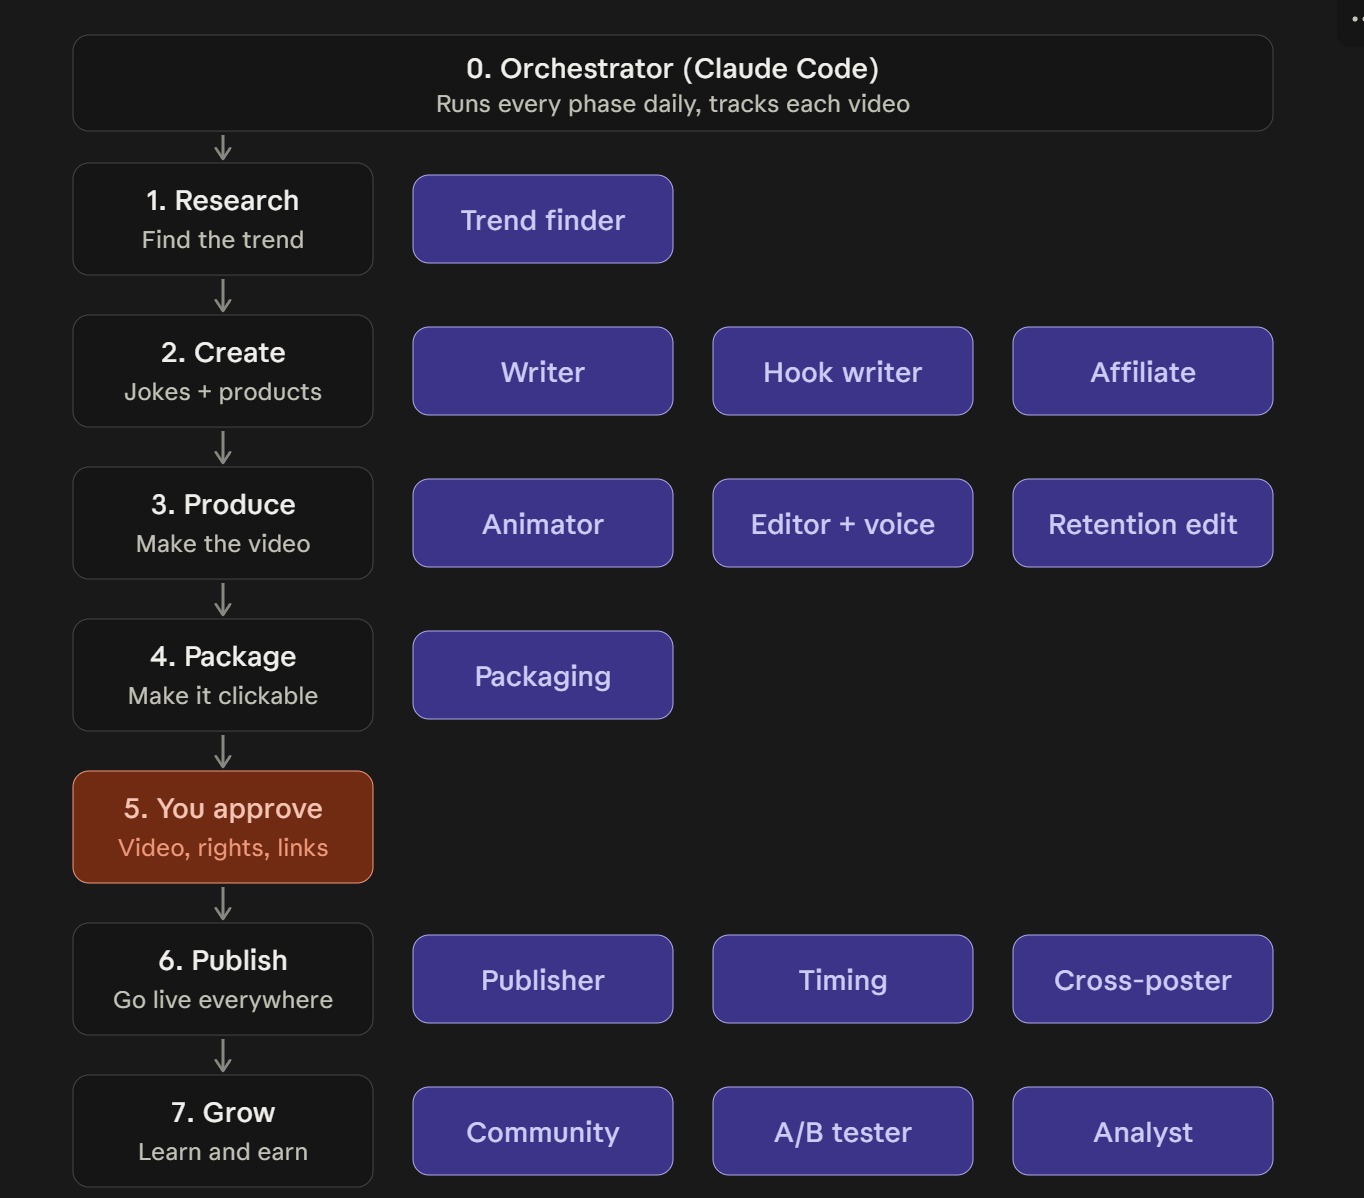 0. Orchestrator (Claude Code)
Runs every phase daily, tracks each video
1. Research
Find the trend
Trend finder
2. Create
Jokes + products
Writer
Hook writer
Affiliate
3. Produce
Make the video
Animator
Editor + voice
Retention edit
4. Package
Make it clickable
Packaging
5. You approve
Video, rights, links
6. Publish
Go live everywhere
Publisher
Timing
Cross-poster
7. Grow
Learn and earn
Community
A/B tester
Analyst